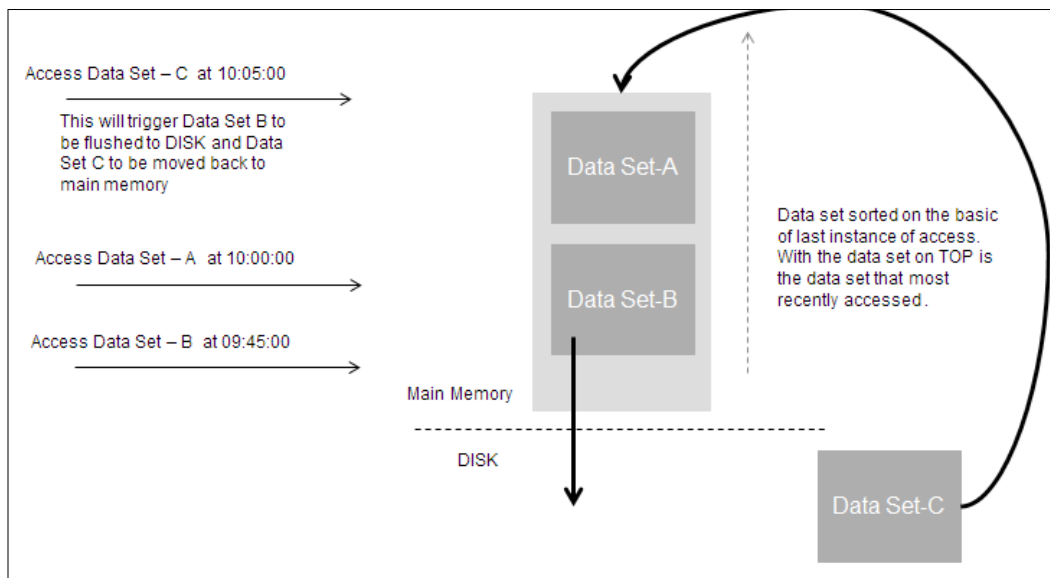 Access Data Set – C at 10:05:00
This will trigger Data Set B to
be flushed to DISK and Data
Set C to be moved back to
main memory
Access Data Set – A at 10:00:00
Access Data Set – B at 09:45:00
Data Set-A
Data Set-B
Main Memory
DISK
Data set sorted on the basic
of last instance of access.
With the data set on TOP is
the data set that most
recently accessed.
Data Set-C